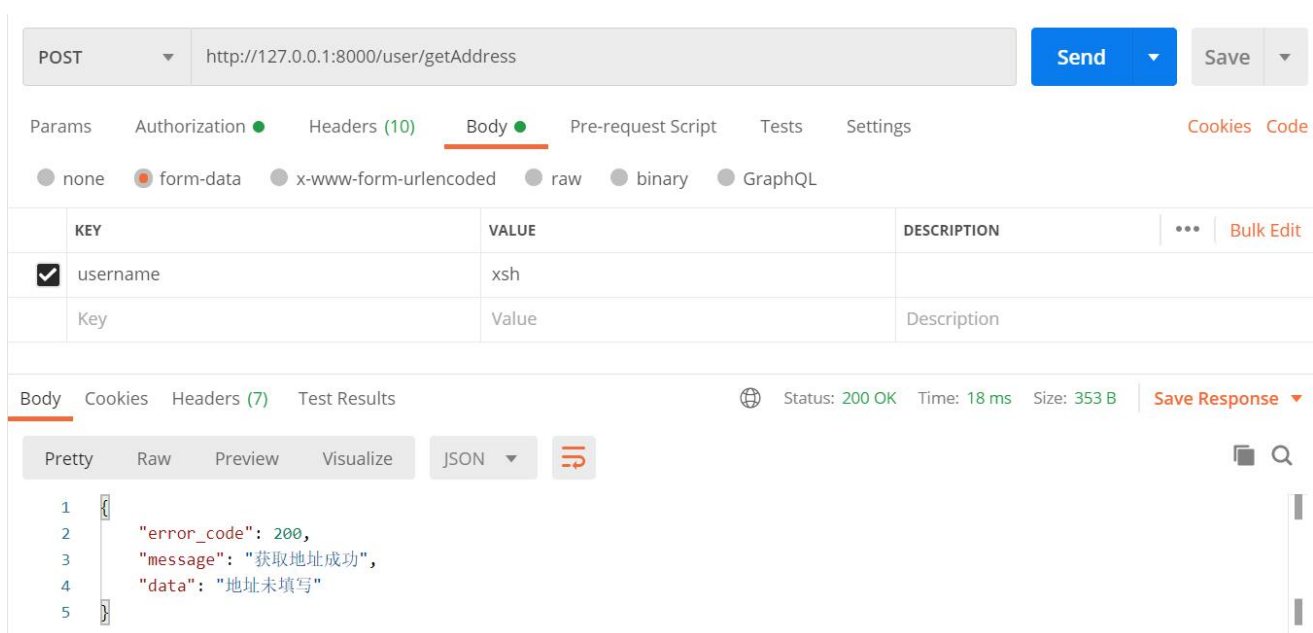 POST http://127.0.0.1:8000/user/getAddress Send Save
Params Authorization Headers (10) Body Pre-request Script Tests Settings Cookies Code
none form-data x-www-form-urlencoded raw binary GraphQL
KEY VALUE DESCRIPTION ••• Bulk Edit
username xsh
Key Value Description
Body Cookies Headers (7) Test Results Status: 200 OK Time: 18 ms Size: 353 B Save Response
Pretty Raw Preview Visualize JSON
1 {
2 "error_code": 200,
3 "message": "获取地址成功",
4 "data": "地址未填写"
5 }